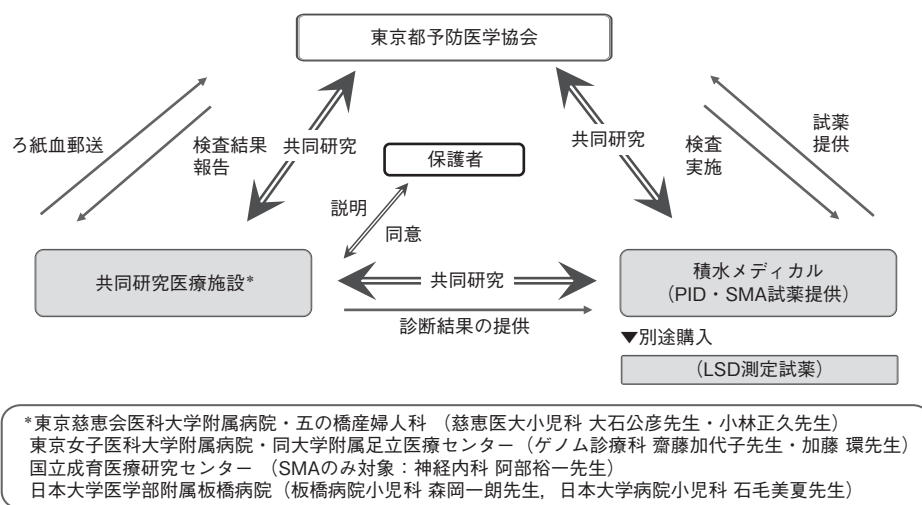 東京都予防医学協会
ろ紙血郵送
検査結果
報告
共同研究
保護者
共同研究
検査
実施
試薬
提供
説明
同意
共同研究医療施設*
共同研究
診断結果の提供
積水メディカル
（PID・SMA試薬提供）
▼別途購入
（LSD測定試薬）
*東京慈恵会医科大学附属病院・五の橋産婦人科 （慈恵医大小児科 大石公彦先生・小林正久先生）
東京女子医科大学附属病院・同大学附属足立医療センター（ゲノム診療科 齋藤加代子先生・加藤 環先生）
国立成育医療研究センター （SMAのみ対象：神経内科 阿部裕一先生）
日本大学医学部附属板橋病院（板橋病院小児科 森岡一朗先生，日本大学病院小児科 石毛美夏先生）